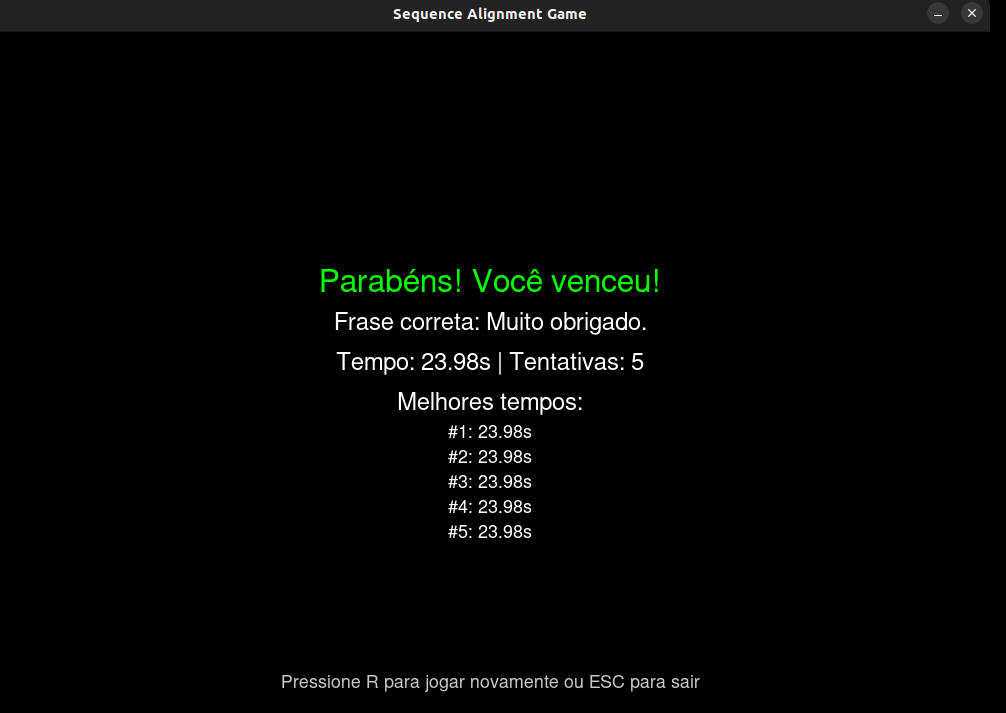 Sequence Alignment Game
Parabéns! Você venceu!
Frase correta: Muito obrigado.
Tempo: 23.98s | Tentativas: 5
Melhores tempos:
#1: 23.98s
#2: 23.98s
#3: 23.98s
#4: 23.98s
#5: 23.98s
Pressione R para jogar novamente ou ESC para sair